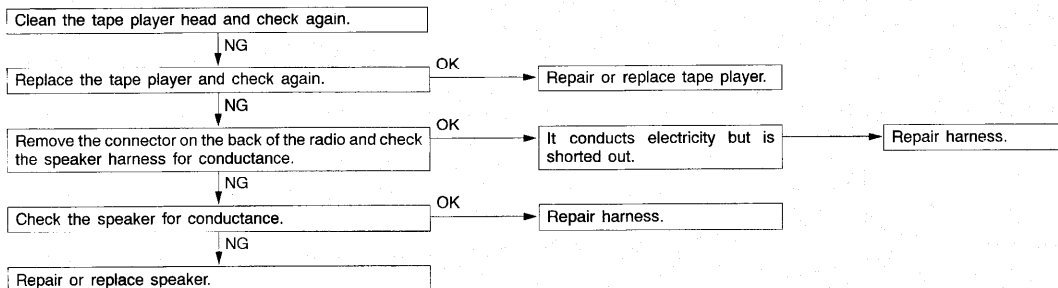 Clean the tape player head and check again.
NG
OK
Replace the tape player and check again.
Repair or replace tape player.
NG
OK
Remove the connector on the back of the radio and check
the speaker harness for conductance.
It conducts electricity but is
shorted out.
Repair harness.
NG
OK
Check the speaker for conductance.
Repair harness.
NG
Repair or replace speaker.